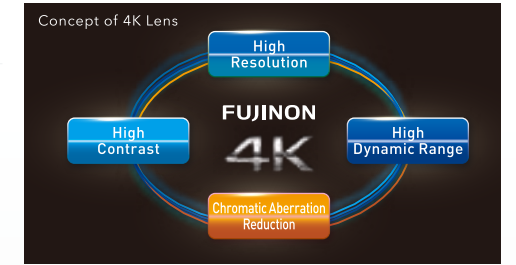 Concept of 4K Lens
High
Resolution
FUJINON
4K
High
Contrast
High
Dynamic Range
Chromatic Aberration
Reduction